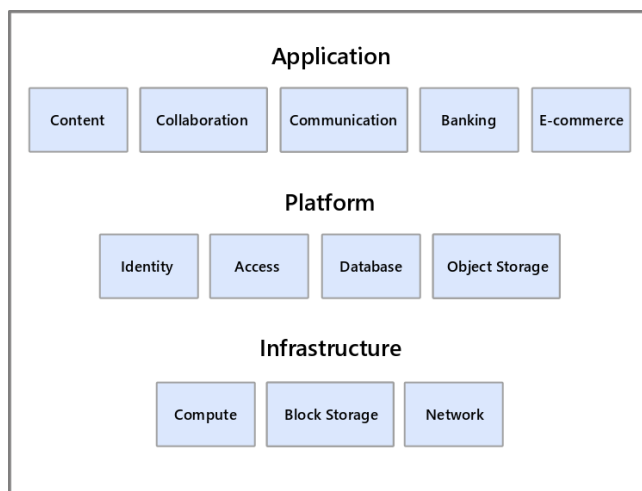 Application
Content
Collaboration
Communication
Banking
E-commerce
Platform
Identity
Access
Database
Object Storage
Infrastructure
Compute
Block Storage
Network